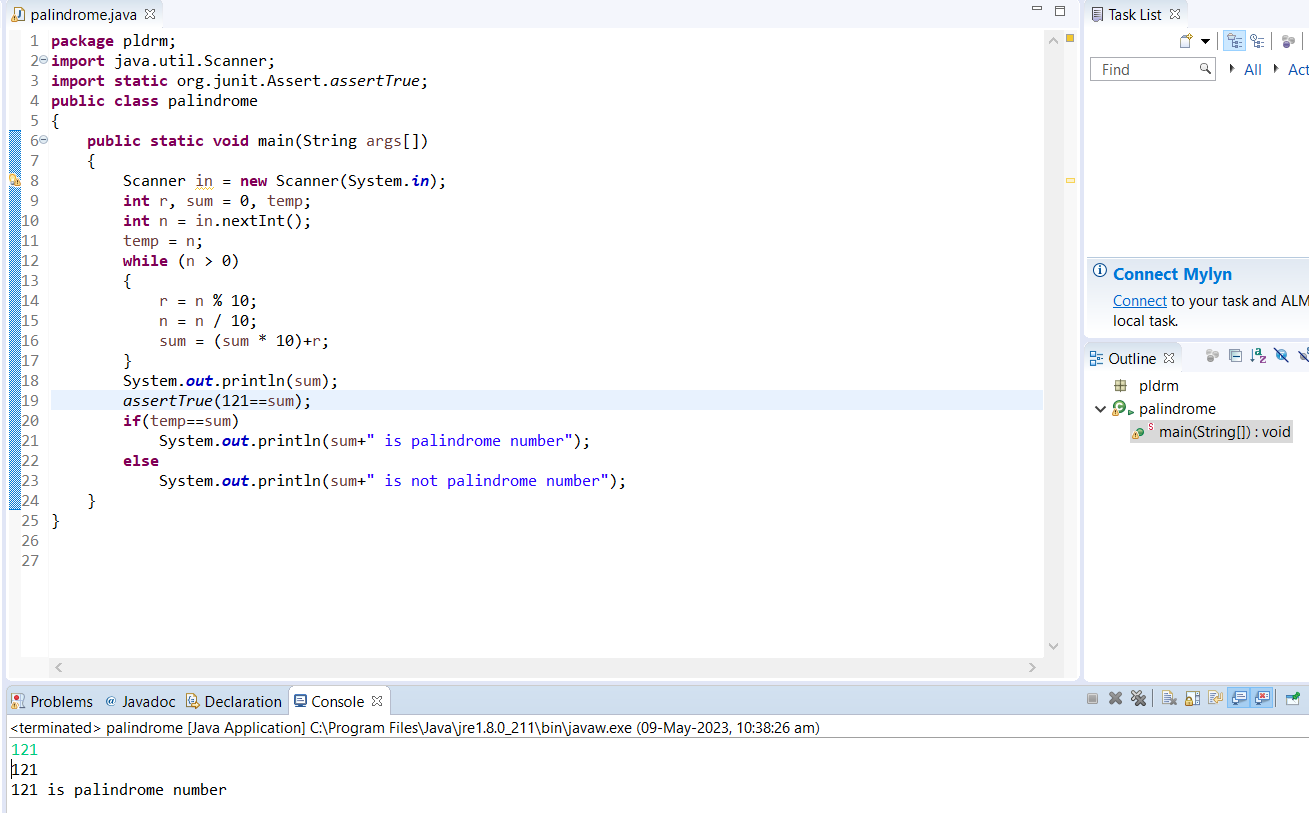 palindrome.java
1 package pldrm;
2 import java.util.Scanner;
3 import static org.junit.Assert.assertTrue;
4 public class palindrome
5 {
6     public static void main(String args[])
7     {
8         Scanner in = new Scanner(System.in);
9         int r, sum = 0, temp;
10         int n = in.nextInt();
11         temp = n;
12         while (n > 0)
13         {
14             r = n % 10;
15             n = n / 10;
16             sum = (sum * 10)+r;
17         }
18         System.out.println(sum);
19         assertTrue(121==sum);
20         if(temp==sum)
21             System.out.println(sum+" is palindrome number");
22         else
23             System.out.println(sum+" is not palindrome number");
24     }
25 }
26
27
Task List
Find All Act
Connect Mylyn
Connect to your task and ALM
local task.
Outline
pldrm
palindrome
main(String[]) : void
Problems @ Javadoc Declaration Console
<terminated> palindrome [Java Application] C:\Program Files\Java\jre1.8.0_211\bin\javaw.exe (09-May-2023, 10:38:26 am)
121
121
121 is palindrome number